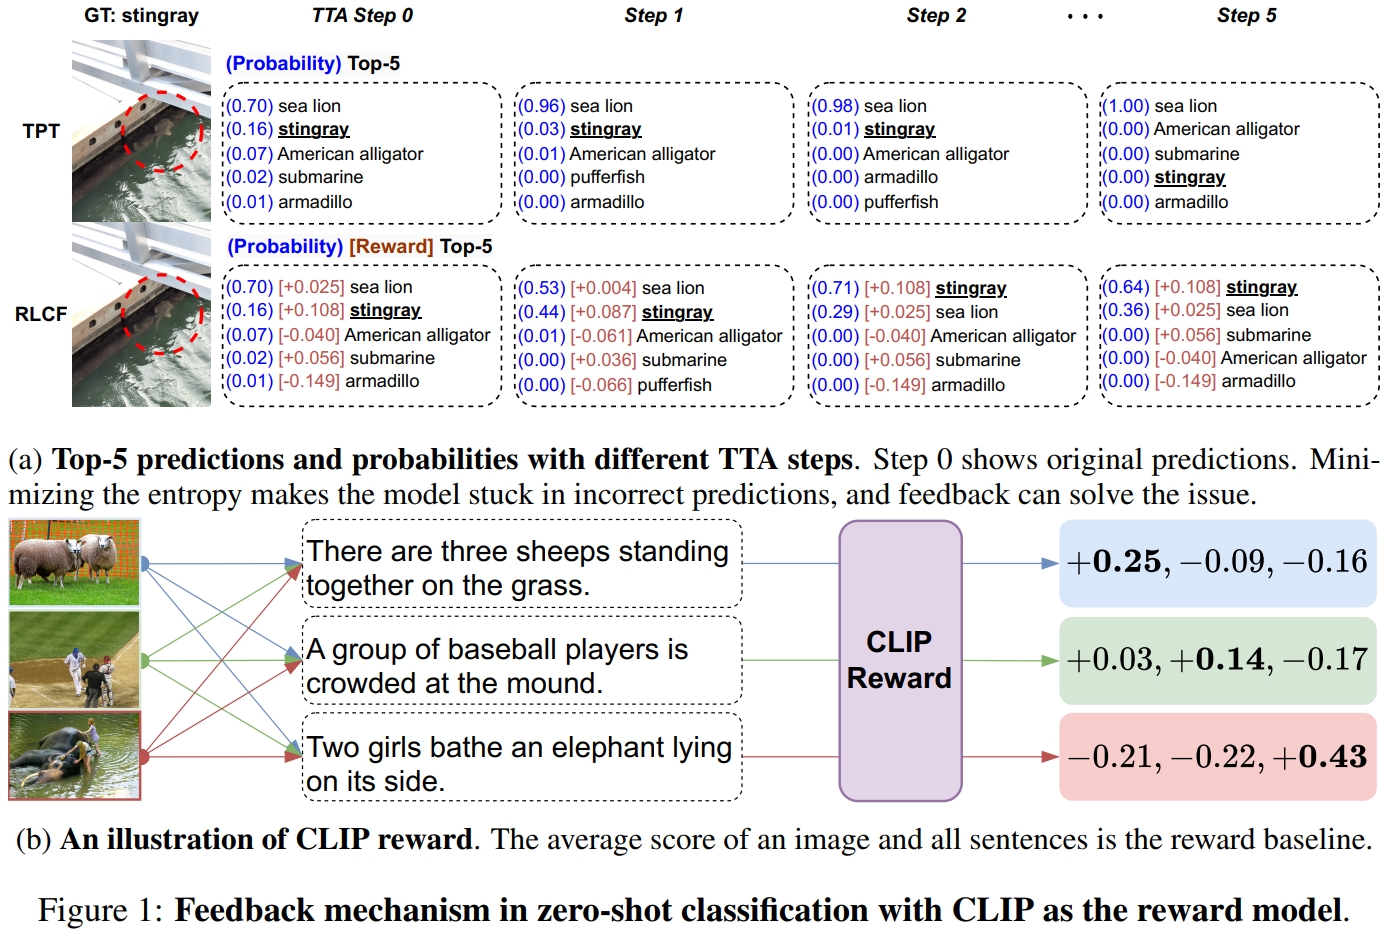 GT: stingray TTA Step 0 Step 1 Step 2 · · · Step 5
(Probability) Top-5
TPT
(0.70) sea lion
(0.16) stingray
(0.07) American alligator
(0.02) submarine
(0.01) armadillo
(0.96) sea lion
(0.03) stingray
(0.01) American alligator
(0.00) pufferfish
(0.00) armadillo
(0.98) sea lion
(0.01) stingray
(0.00) American alligator
(0.00) armadillo
(0.00) pufferfish
(1.00) sea lion
(0.00) American alligator
(0.00) submarine
(0.00) stingray
(0.00) armadillo
(Probability) [Reward] Top-5
RLCF
(0.70) [+0.025] sea lion
(0.16) [+0.108] stingray
(0.07) [-0.040] American alligator
(0.02) [+0.056] submarine
(0.01) [-0.149] armadillo
(0.53) [+0.004] sea lion
(0.44) [+0.087] stingray
(0.01) [-0.061] American alligator
(0.00) [+0.036] submarine
(0.00) [-0.066] pufferfish
(0.71) [+0.108] stingray
(0.29) [+0.025] sea lion
(0.00) [-0.040] American alligator
(0.00) [+0.056] submarine
(0.00) [-0.149] armadillo
(0.64) [+0.108] stingray
(0.36) [+0.025] sea lion
(0.00) [+0.056] submarine
(0.00) [-0.040] American alligator
(0.00) [-0.149] armadillo
(a) Top-5 predictions and probabilities with different TTA steps. Step 0 shows original predictions. Mini-
mizing the entropy makes the model stuck in incorrect predictions, and feedback can solve the issue.
There are three sheeps standing
together on the grass.
A group of baseball players is
crowded at the mound.
Two girls bathe an elephant lying
on its side.
CLIP
Reward
+0.25, −0.09, −0.16
+0.03, +0.14, −0.17
−0.21, −0.22, +0.43
(b) An illustration of CLIP reward. The average score of an image and all sentences is the reward baseline.
Figure 1: Feedback mechanism in zero-shot classification with CLIP as the reward model.